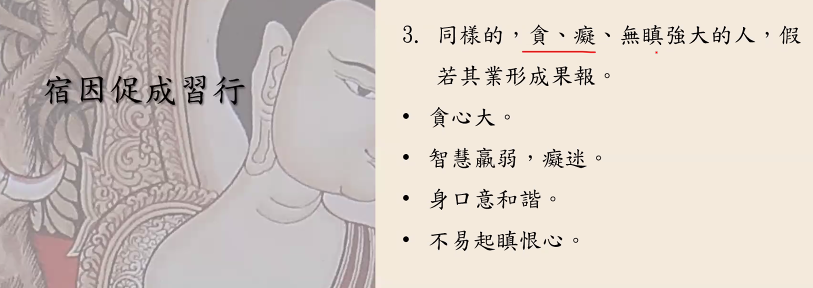 宿因促成習行
3. 同樣的，貪、癡、無瞋強大的人，假
若其業形成果報。
• 貪心大。
• 智慧羸弱，癡迷。
• 身口意和諧。
• 不易起瞋恨心。